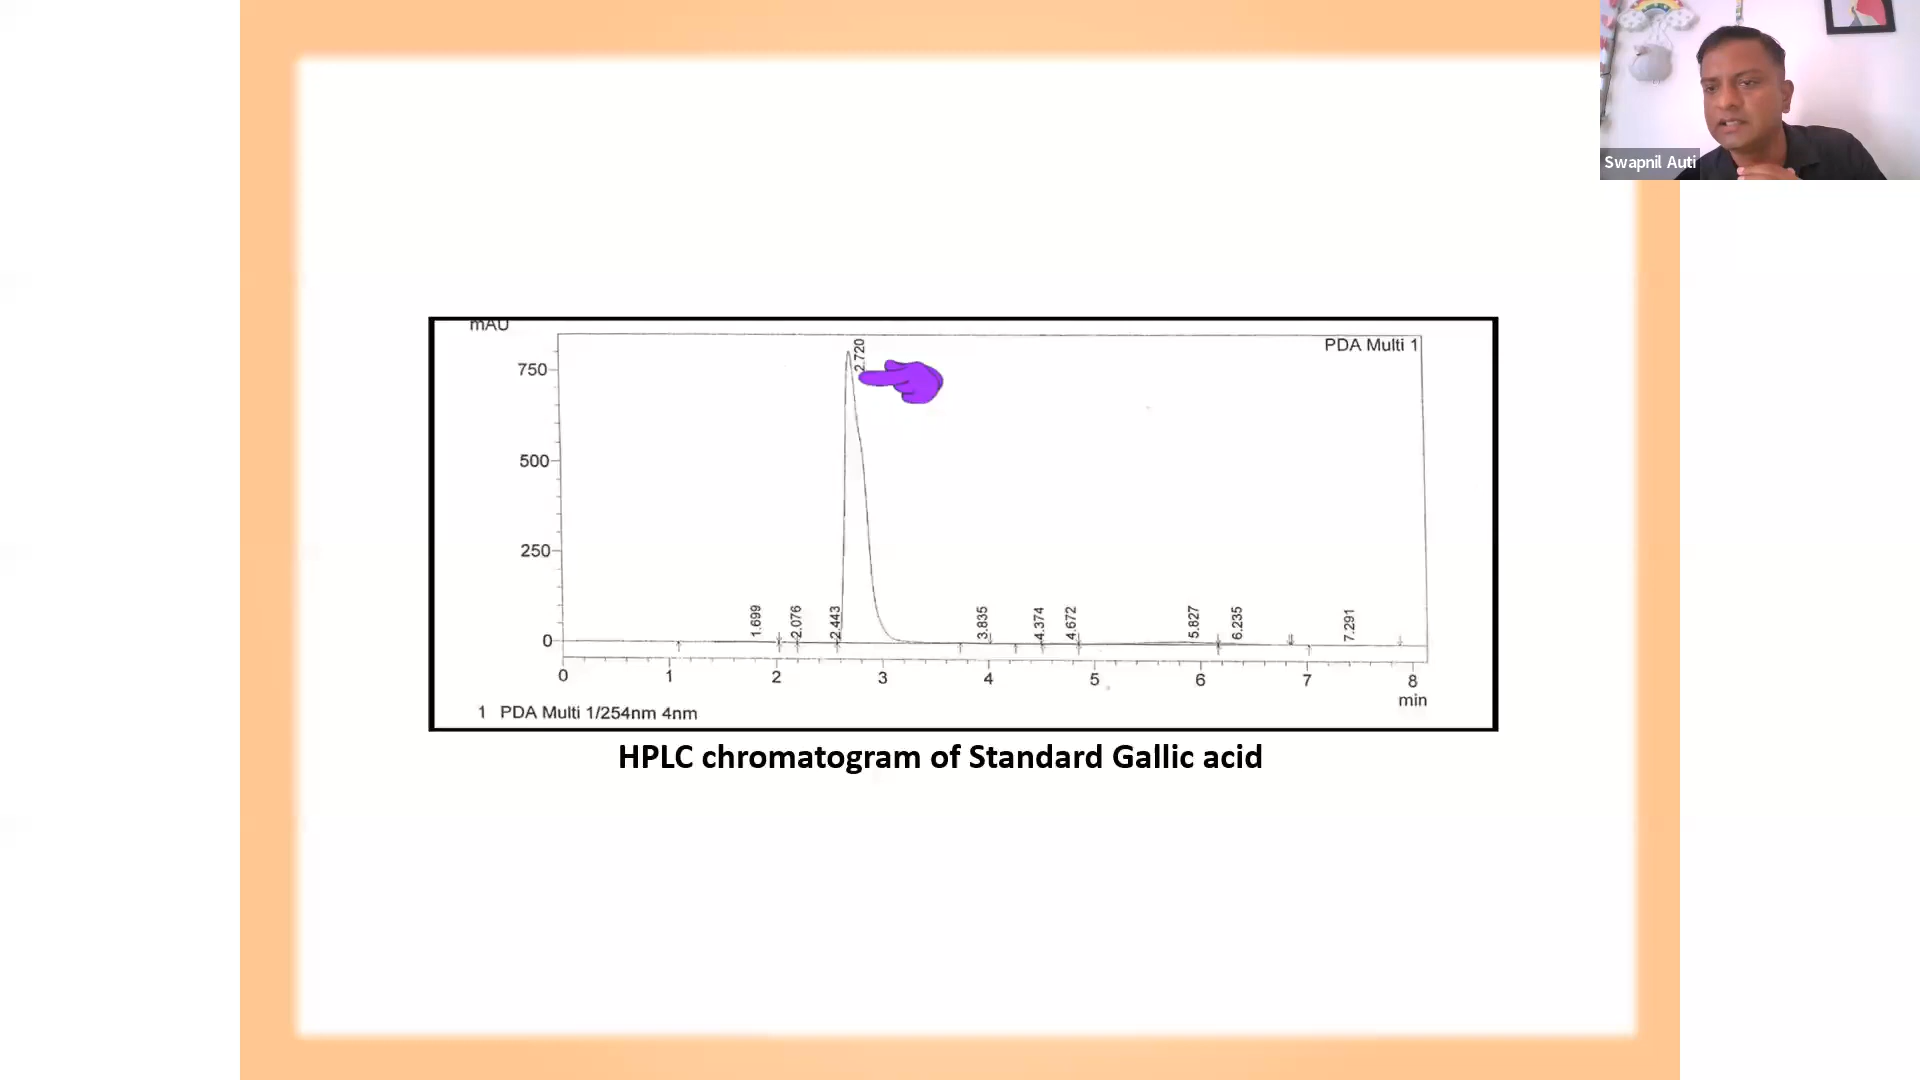 Swapnil Auti
mAU
PDA Multi 1
2.720
750
500
250
0
1.699
2.076
2.443
3.835
4.374
4.672
5.827
6.235
7.291
0 1 2 3 4 5 6 7 8
min
1 PDA Multi 1/254nm 4nm
HPLC chromatogram of Standard Gallic acid